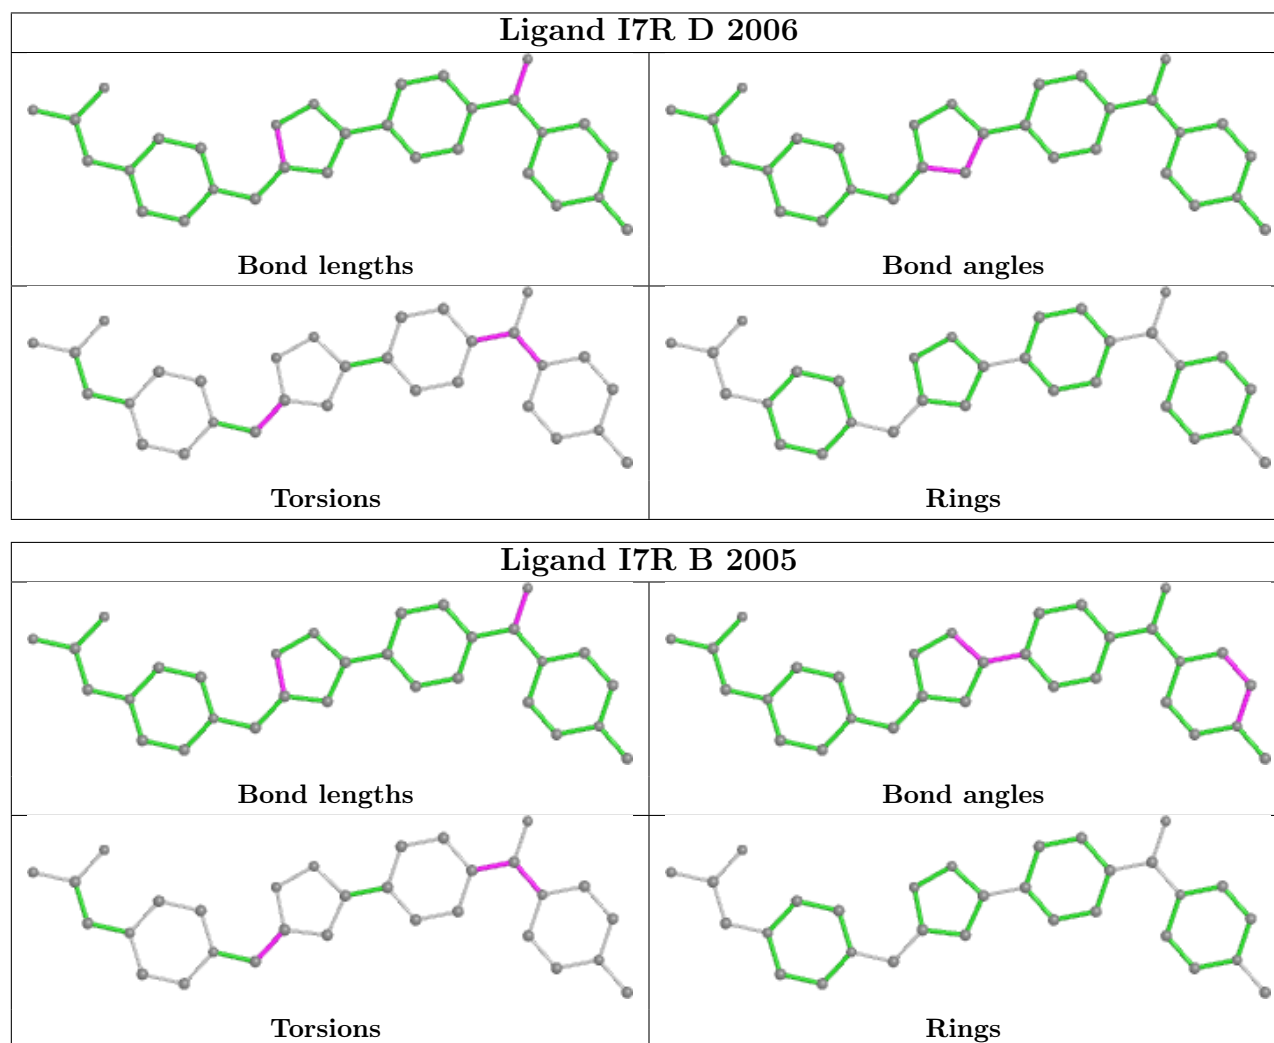 Ligand I7R D 2006
Bond lengths
Bond angles
Torsions
Rings
Ligand I7R B 2005
Bond lengths
Bond angles
Torsions
Rings